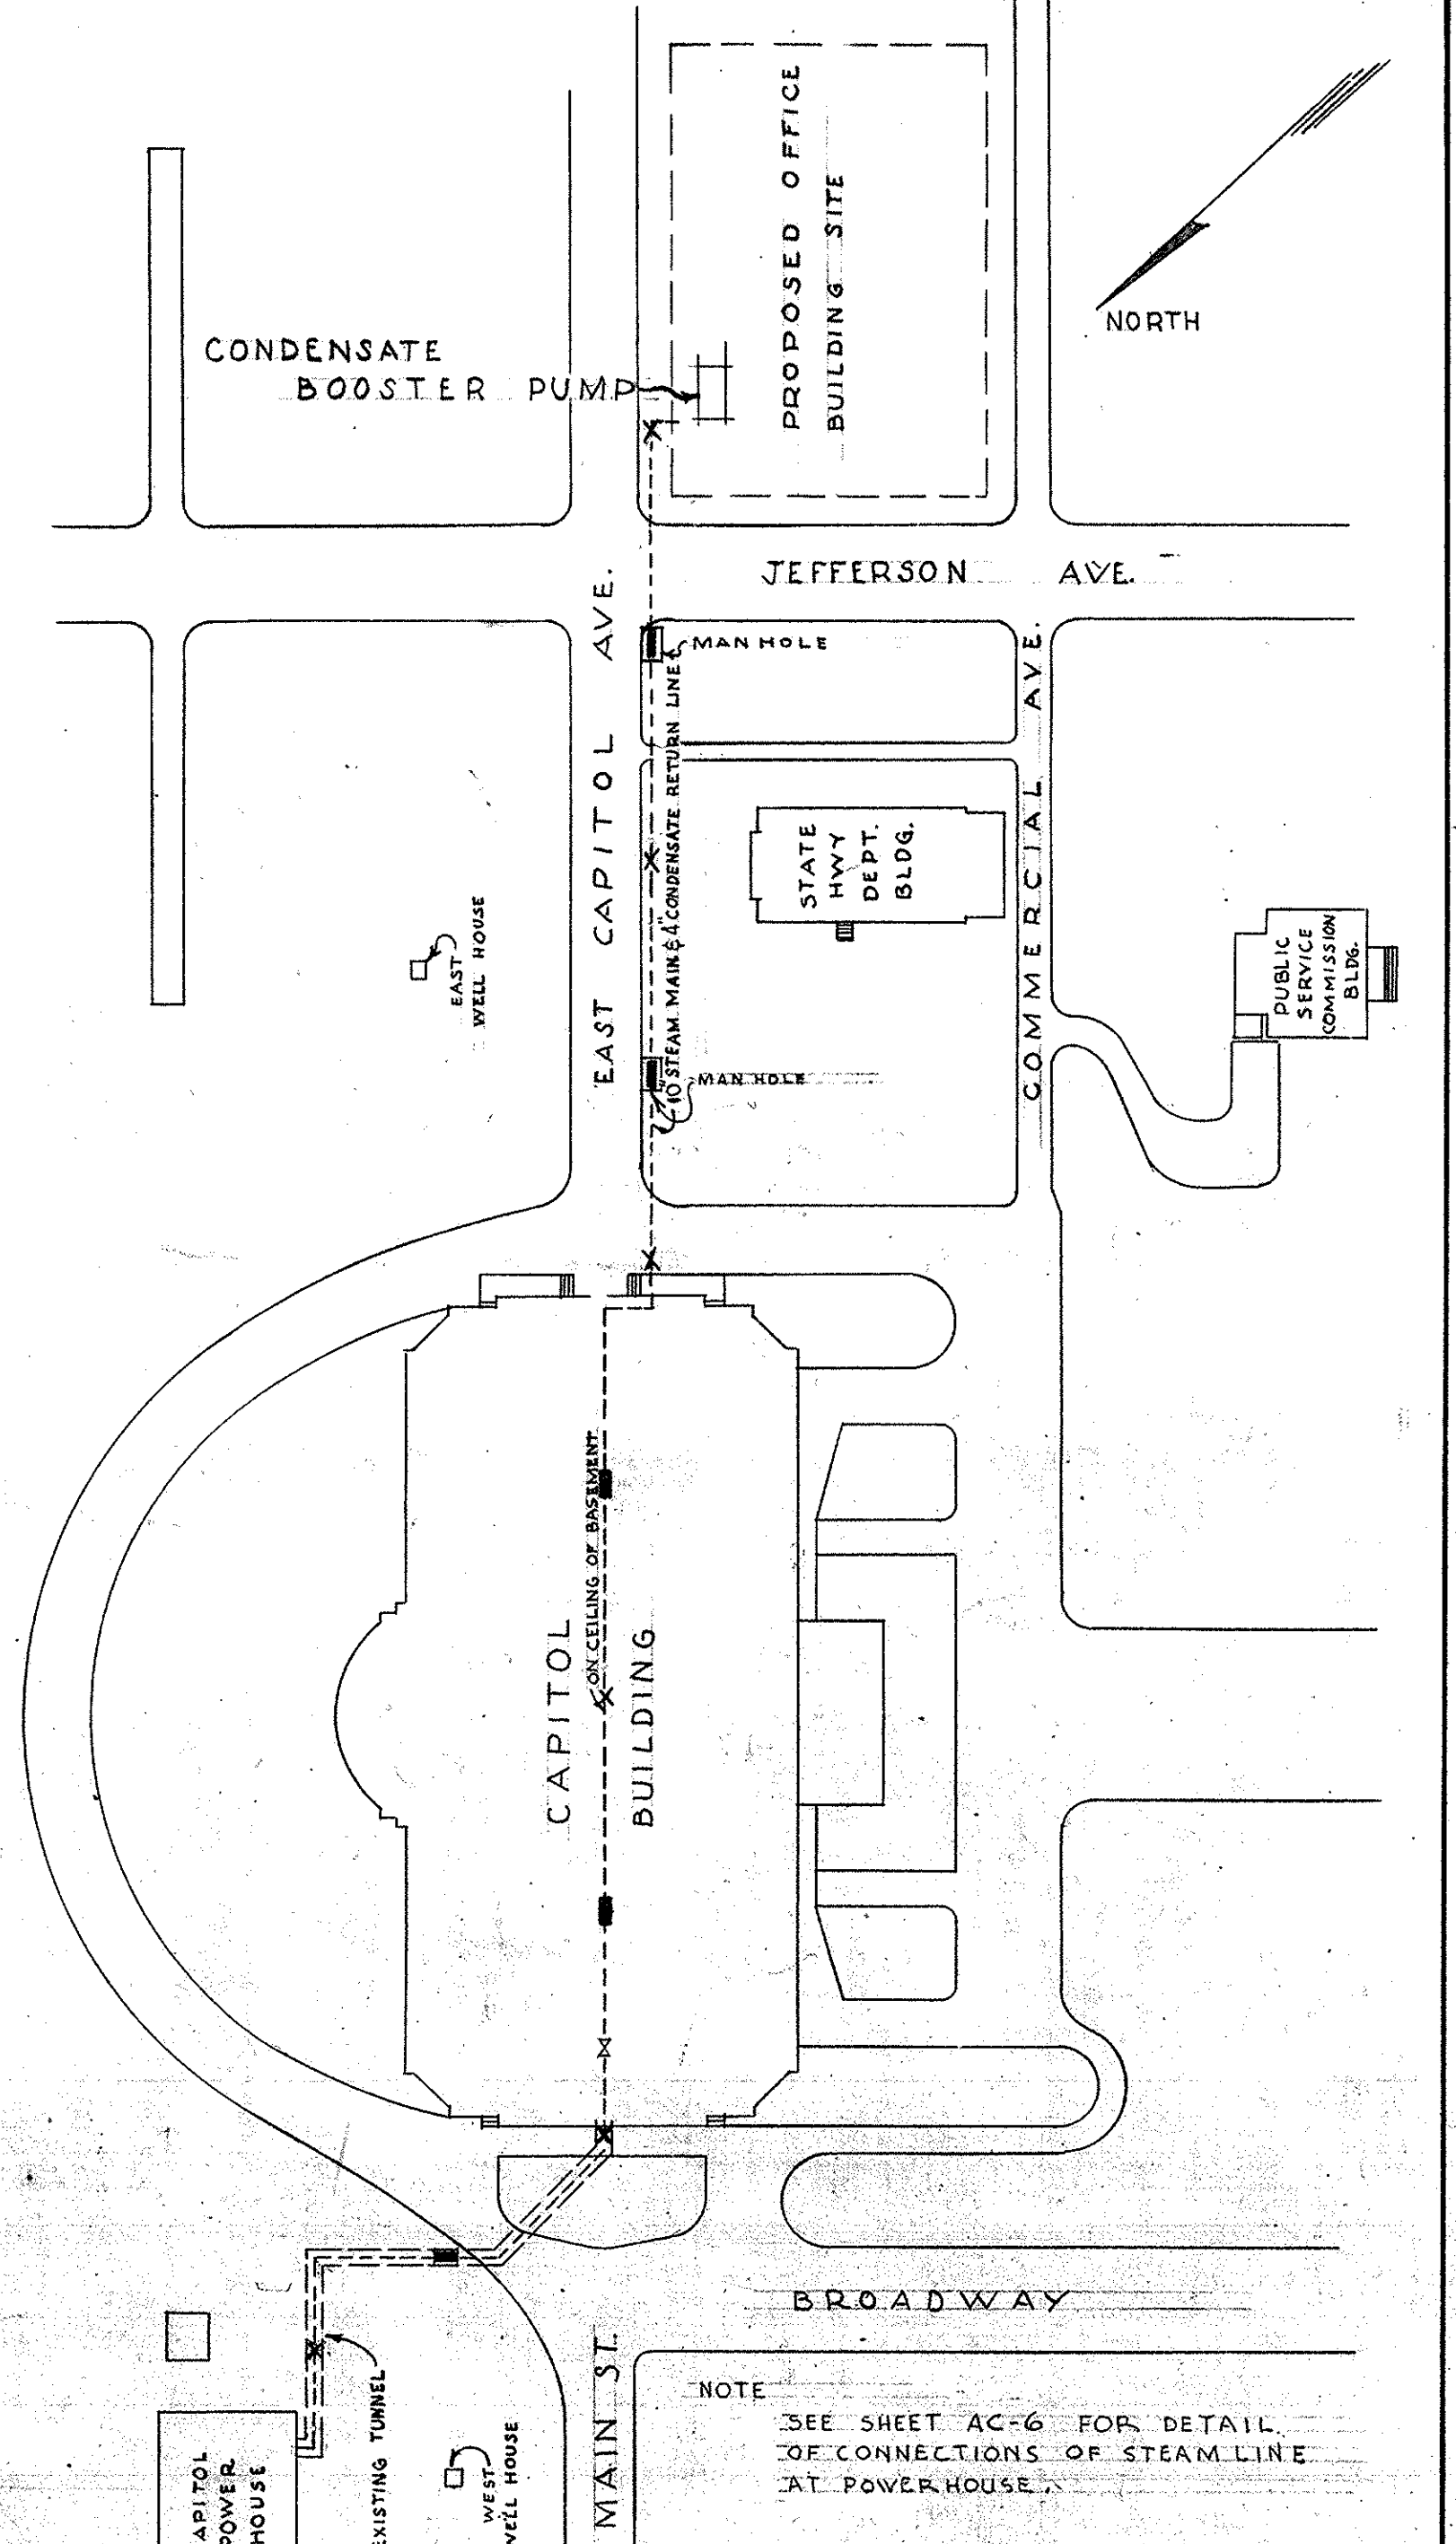 PROPOSED OFFICE
BUILDING SITE
NORTH
CONDENSATE
BOOSTER PUMP
JEFFERSON AVE.
EAST CAPITOL AVE.
MAN HOLE
10" STEAM MAIN & 4" CONDENSATE RETURN LINE
COMMERCIAL AVE.
STATE
HWY
DEPT.
BLDG.
EAST
WELL HOUSE
PUBLIC
SERVICE
COMMISSION
BLDG.
MAN HOLE
ON CEILING OF BASEMENT
CAPITOL
BUILDING
BROADWAY
MAIN ST.
EXISTING TUNNEL
WEST
WELL HOUSE
APITOL
POWER
HOUSE
NOTE
SEE SHEET AC-6 FOR DETAIL
OF CONNECTIONS OF STEAM LINE
AT POWERHOUSE.